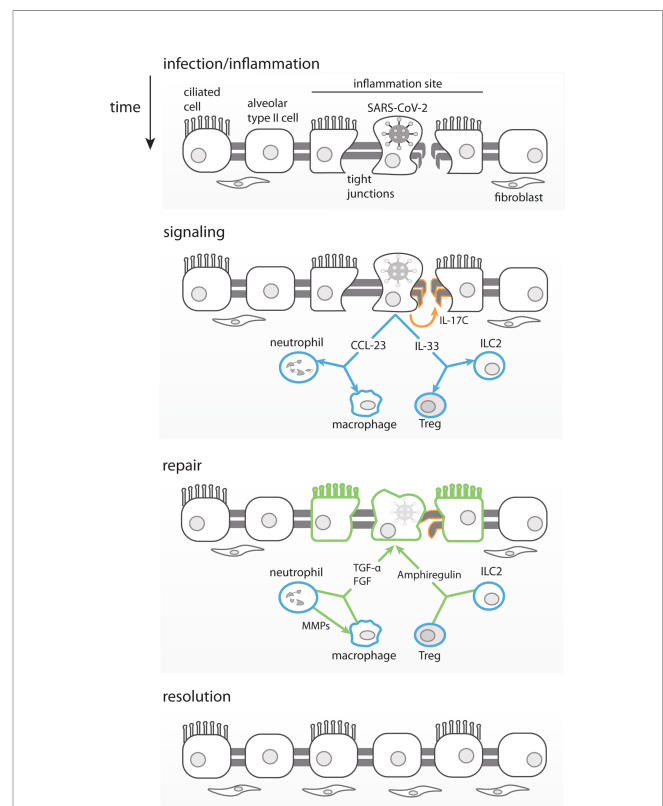 infection/inflammation
time
inflammation site
ciliated
cell
alveolar
type II cell
SARS-CoV-2
tight
junctions
fibroblast
signaling
IL-17C
neutrophil
CCL-23
IL-33
ILC2
macrophage
Treg
repair
neutrophil
TGF-α
FGF
Amphiregulin
ILC2
MMPs
macrophage
Treg
resolution